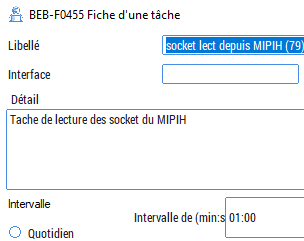 BEB-F0455 Fiche d'une tâche
Libellé socket lect depuis MIPIH (79)
Interface
Détail
Tache de lecture des socket du MIPIH
Intervalle
Intervalle de (min:s 01:00
Quotidien